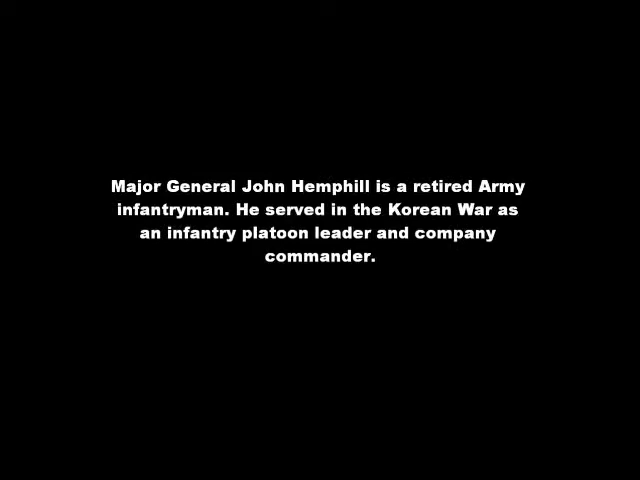 Major General John Hemphill is a retired Army
infantryman. He served in the Korean War as
an infantry platoon leader and company
commander.